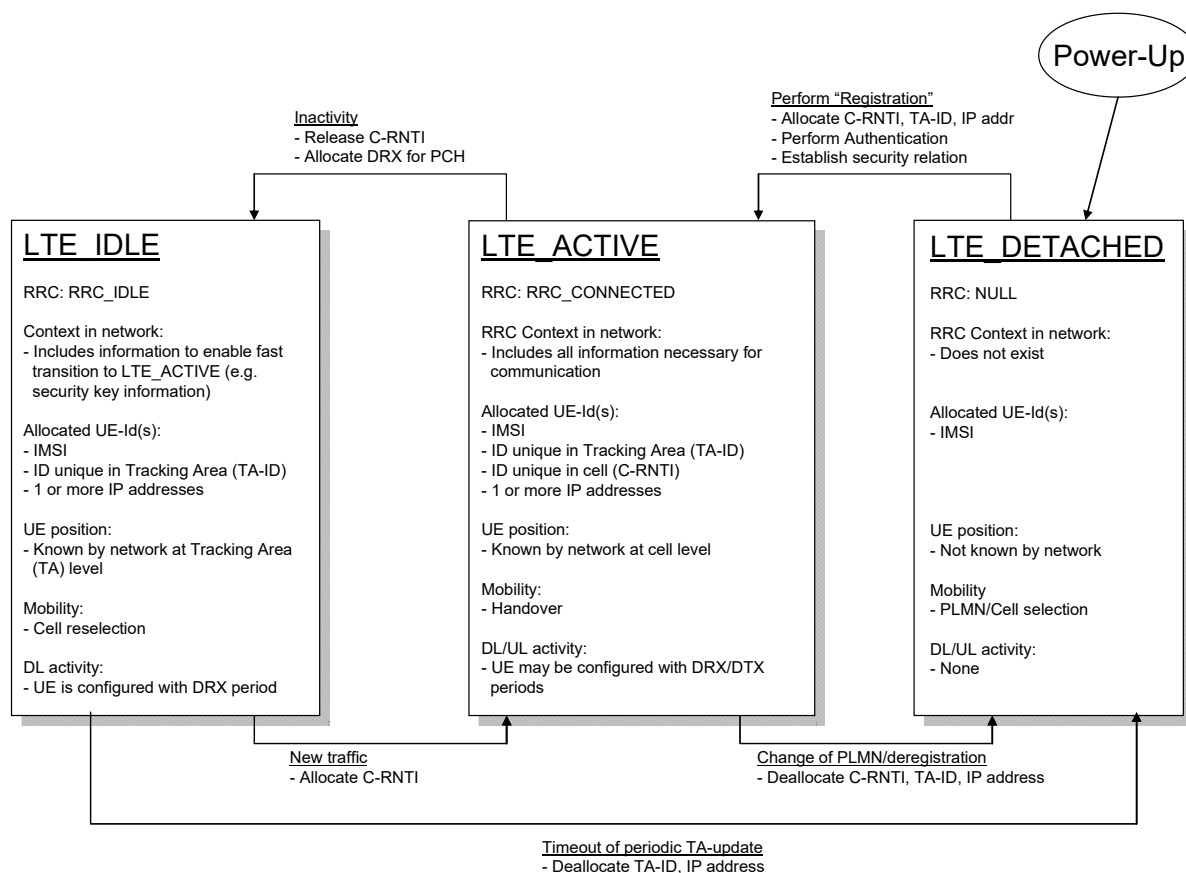 Power-Up
Inactivity
- Release C-RNTI
- Allocate DRX for PCH
Perform “Registration”
- Allocate C-RNTI, TA-ID, IP addr
- Perform Authentication
- Establish security relation
LTE_IDLE
RRC: RRC_IDLE
Context in network:
- Includes information to enable fast
transition to LTE_ACTIVE (e.g.
security key information)
Allocated UE-Id(s):
- IMSI
- ID unique in Tracking Area (TA-ID)
- 1 or more IP addresses
UE position:
- Known by network at Tracking Area
(TA) level
Mobility:
- Cell reselection
DL activity:
- UE is configured with DRX period
LTE_ACTIVE
RRC: RRC_CONNECTED
RRC Context in network:
- Includes all information necessary for
communication
Allocated UE-Id(s):
- IMSI
- ID unique in Tracking Area (TA-ID)
- ID unique in cell (C-RNTI)
- 1 or more IP addresses
UE position:
- Known by network at cell level
Mobility:
- Handover
DL/UL activity:
- UE may be configured with DRX/DTX
periods
LTE_DETACHED
RRC: NULL
RRC Context in network:
- Does not exist
Allocated UE-Id(s):
- IMSI
UE position:
- Not known by network
Mobility
- PLMN/Cell selection
DL/UL activity:
- None
New traffic
- Allocate C-RNTI
Change of PLMN/deregistration
- Deallocate C-RNTI, TA-ID, IP address
Timeout of periodic TA-update
- Deallocate TA-ID, IP address